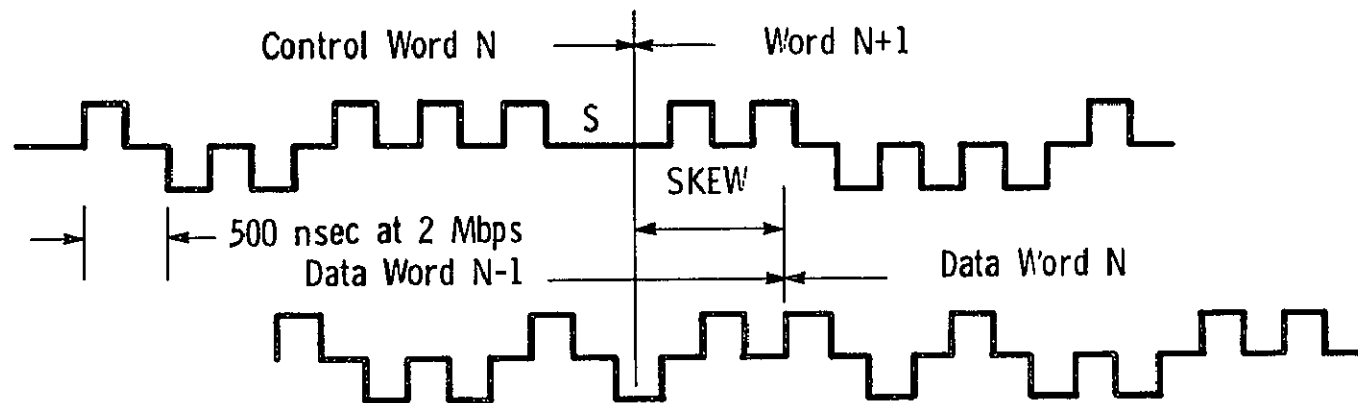 Control Word N
Word N+1
S
SKEW
500 nsec at 2 Mbps
Data Word N-1
Data Word N